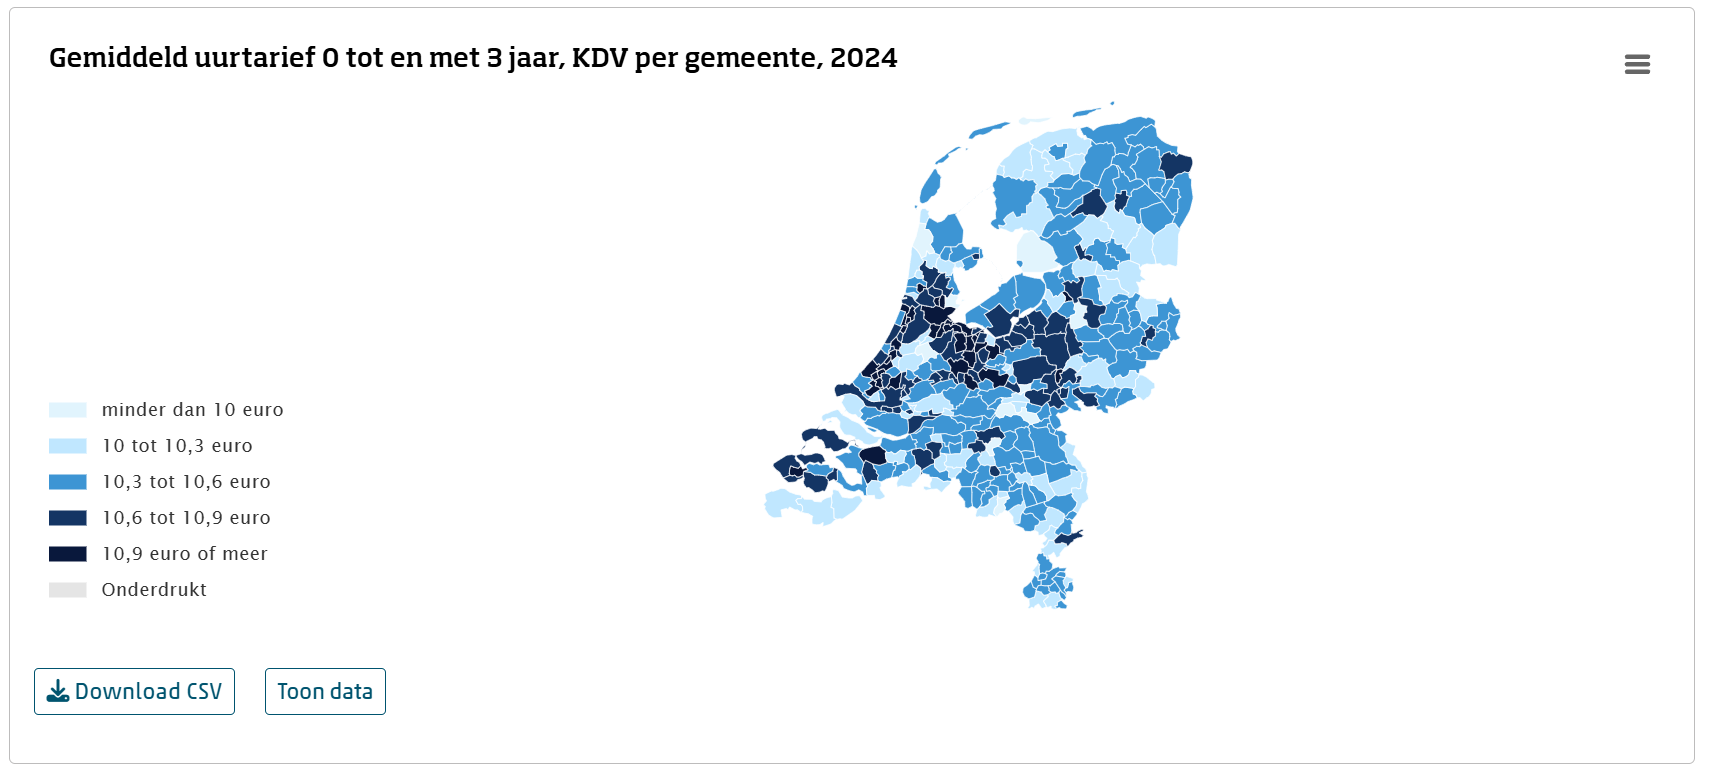 Gemiddeld uurtarief 0 tot en met 3 jaar, KDV per gemeente, 2024
minder dan 10 euro
10 tot 10,3 euro
10,3 tot 10,6 euro
10,6 tot 10,9 euro
10,9 euro of meer
Onderdrukt
Download CSV
Toon data